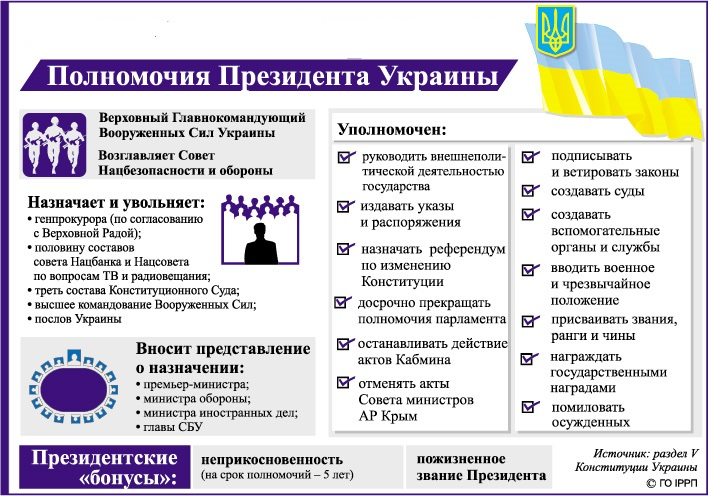 Полномочия Президента Украины
Верховный Главнокомандующий
Вооруженных Сил Украины
Возглавляет Совет
Нацбезопасности и обороны
Назначает и увольняет:
• генпрокурора (по согласованию
с Верховной Радой);
• половину составов
совета Нацбанка и Нацсовета
по вопросам ТВ и радиовещания;
• треть состава Конституционного Суда;
• высшее командование Вооруженных Сил;
• послов Украины
Вносит представление
о назначении:
• премьер-министра;
• министра обороны;
• министра иностранных дел;
• главы СБУ
Уполномочен:
руководить внешнеполи-
тической деятельностью
государства
издавать указы
и распоряжения
назначать референдум
по изменению
Конституции
досрочно прекращать
полномочия парламента
останавливать действие
актов Кабмина
отменять акты
Совета министров
АР Крым
подписывать
и ветировать законы
создавать суды
создавать
вспомогательные
органы и службы
вводить военное
и чрезвычайное
положение
присваивать звания,
ранги и чины
награждать
государственными
наградами
помиловать
осужденных
Президентские
«бонусы»:
неприкосновенность
(на срок полномочий – 5 лет)
пожизненное
звание Президента
Источник: раздел V
Конституции Украины
© ГО ІРРП